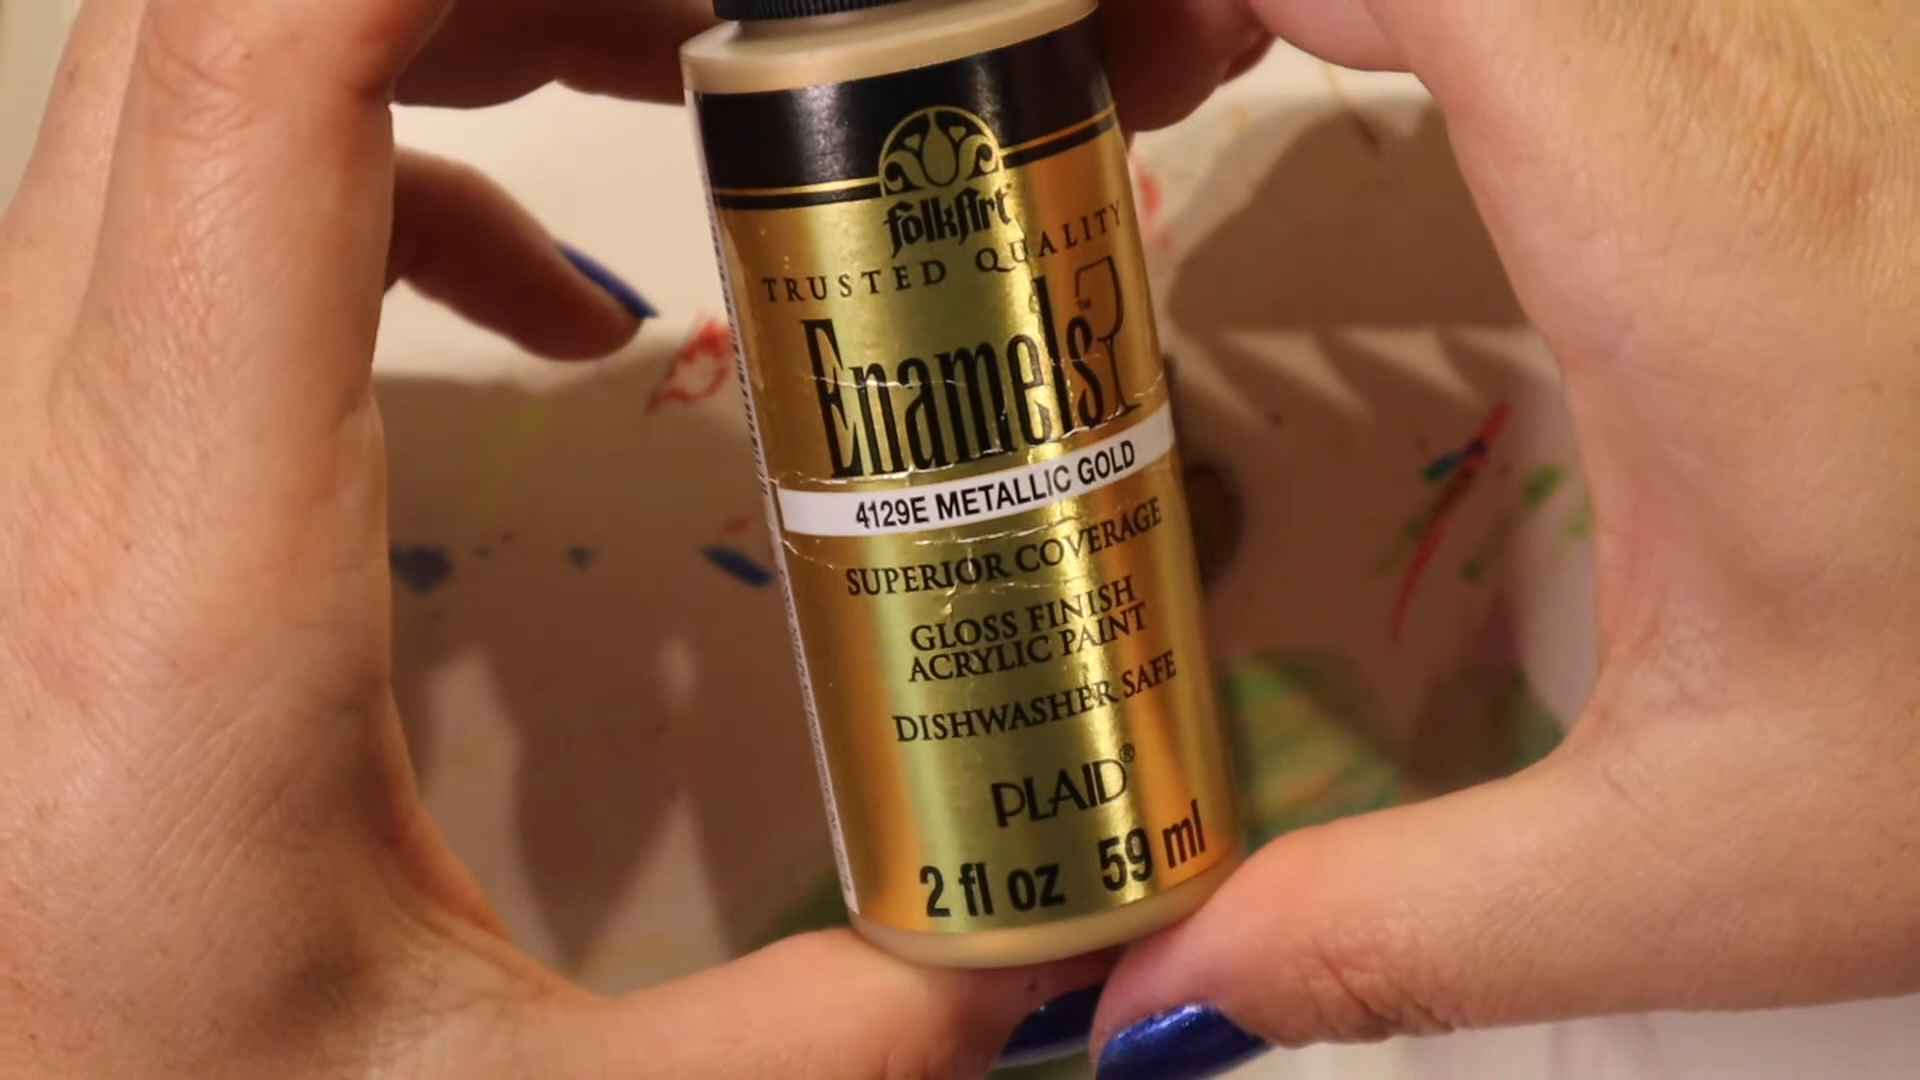 folkArt
TRUSTED QUALITY
Enamels™
4129E METALLIC GOLD
SUPERIOR COVERAGE
GLOSS FINISH
ACRYLIC PAINT
DISHWASHER SAFE
PLAID®
2 fl oz 59 ml